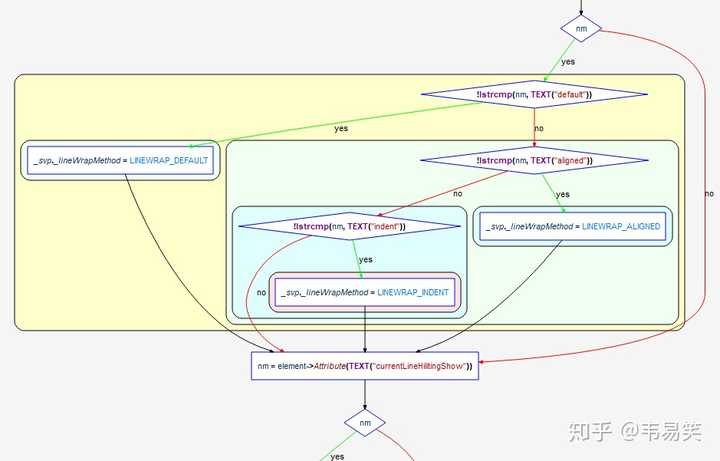 nm
yes
!lstrcmp(nm, TEXT("default"))
yes
no
_svp._lineWrapMethod = LINEWRAP_DEFAULT
!lstrcmp(nm, TEXT("aligned"))
no
no
yes
!lstrcmp(nm, TEXT("indent"))
_svp._lineWrapMethod = LINEWRAP_ALIGNED
yes
no
_svp._lineWrapMethod = LINEWRAP_INDENT
nm = element->Attribute(TEXT("currentLineHilitingShow"))
nm
yes
知乎 @韦易笑